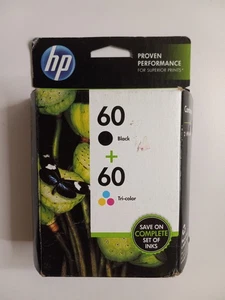 hp
PROVEN
PERFORMANCE
FOR SUPERIOR PRINTS
60
Black
+
60
Tri-color
SAVE ON
COMPLETE
SET OF
INKS